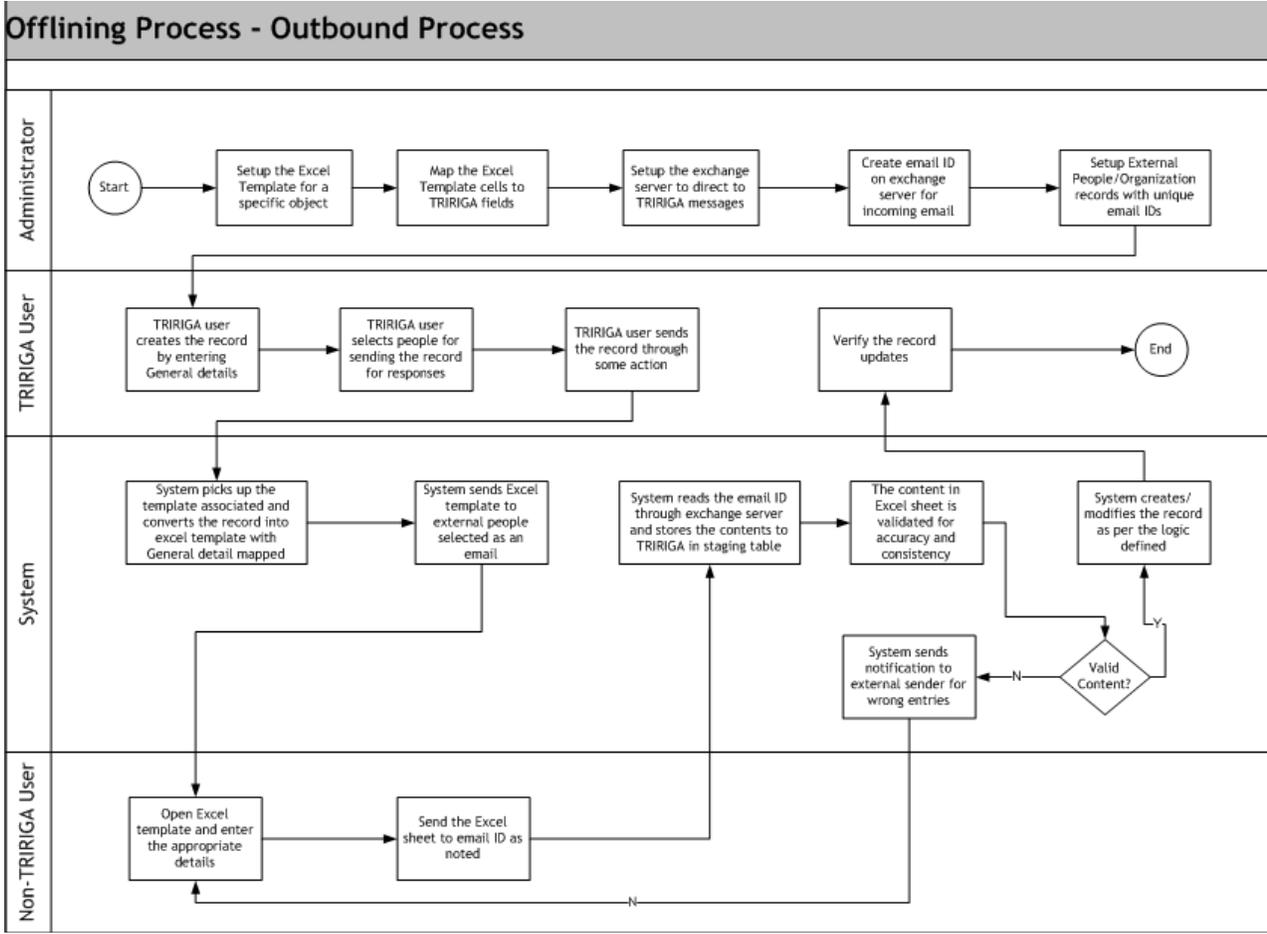 Offlining Process - Outbound Process
Administrator
Start
Setup the Excel
Template for a
specific object
Map the Excel
Template cells to
TRIRIGA fields
Setup the exchange
server to direct to
TRIRIGA messages
Create email ID
on exchange
server for
incoming email
Setup External
People/Organization
records with unique
email IDs
TRIRIGA User
TRIRIGA user
creates the record
by entering
General details
TRIRIGA user
selects people for
sending the record
for responses
TRIRIGA user sends
the record through
some action
Verify the record
updates
End
System
System picks up the
template associated and
converts the record into
excel template with
General detail mapped
System sends Excel
template to
external people
selected as an
email
System reads the email ID
through exchange server
and stores the contents to
TRIRIGA in staging table
The content in
Excel sheet is
validated for
accuracy and
consistency
System creates/
modifies the record
as per the logic
defined
Y
Valid
Content?
N
System sends
notification to
external sender for
wrong entries
Non-TRIRIGA User
Open Excel
template and enter
the appropriate
details
Send the Excel
sheet to email ID as
noted
N